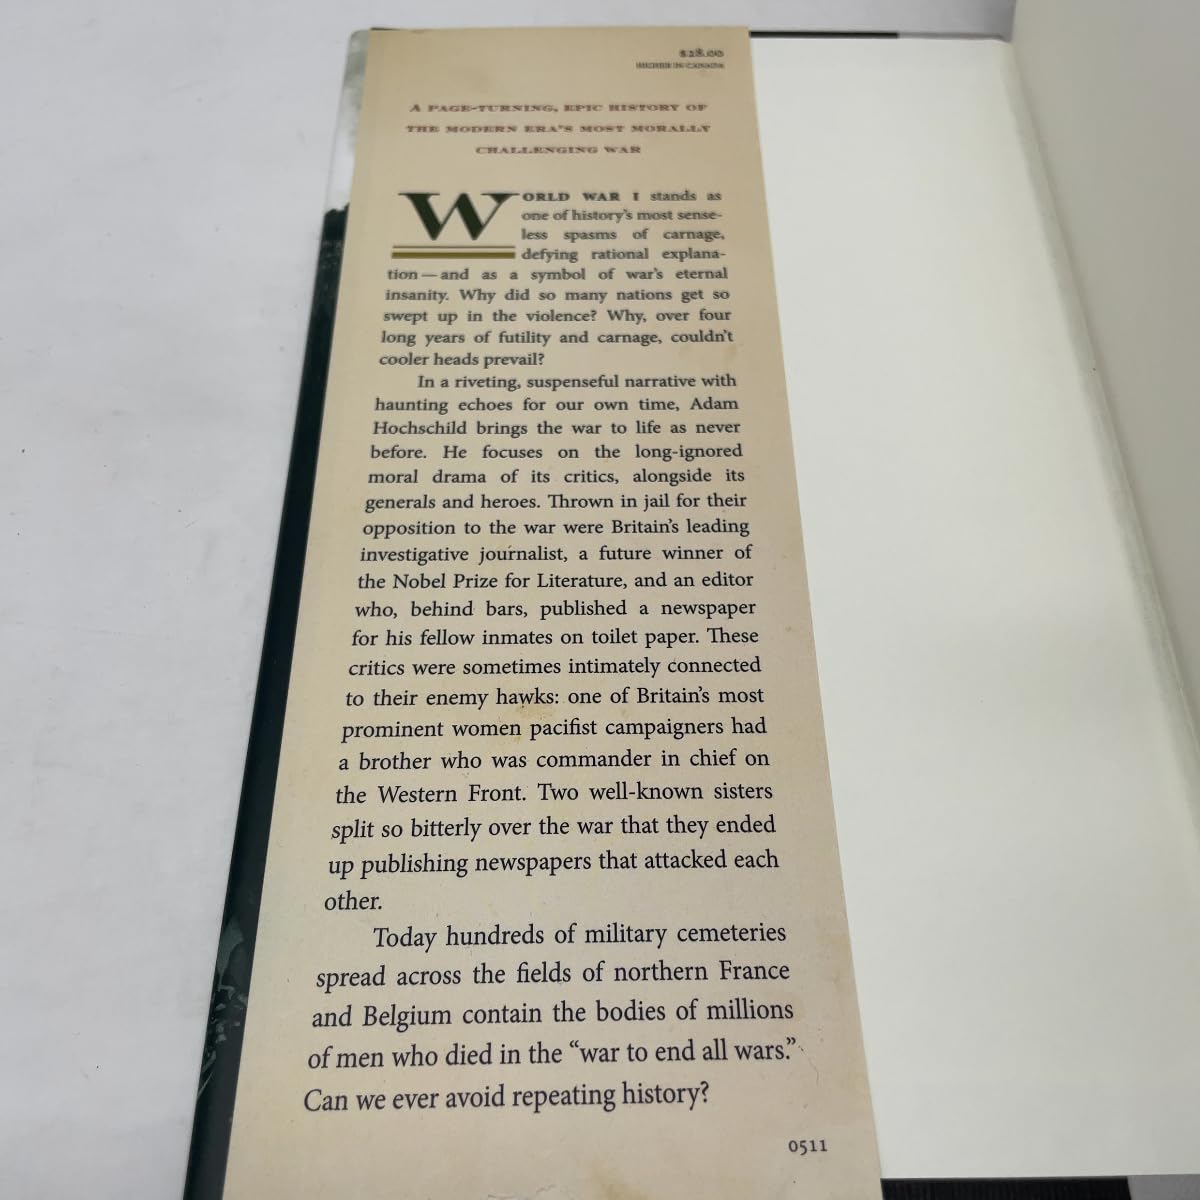 $28.00
HIGHER IN CANADA
A PAGE-TURNING, EPIC HISTORY OF
THE MODERN ERA'S MOST MORALLY
CHALLENGING WAR
WORLD WAR I stands as
one of history's most sense-
less spasms of carnage,
defying rational explana-
tion—and as a symbol of war's eternal
insanity. Why did so many nations get so
swept up in the violence? Why, over four
long years of futility and carnage, couldn't
cooler heads prevail?
In a riveting, suspenseful narrative with
haunting echoes for our own time, Adam
Hochschild brings the war to life as never
before. He focuses on the long-ignored
moral drama of its critics, alongside its
generals and heroes. Thrown in jail for their
opposition to the war were Britain's leading
investigative journalist, a future winner of
the Nobel Prize for Literature, and an editor
who, behind bars, published a newspaper
for his fellow inmates on toilet paper. These
critics were sometimes intimately connected
to their enemy hawks: one of Britain's most
prominent women pacifist campaigners had
a brother who was commander in chief on
the Western Front. Two well-known sisters
split so bitterly over the war that they ended
up publishing newspapers that attacked each
other.
Today hundreds of military cemeteries
spread across the fields of northern France
and Belgium contain the bodies of millions
of men who died in the “war to end all wars.”
Can we ever avoid repeating history?
0511